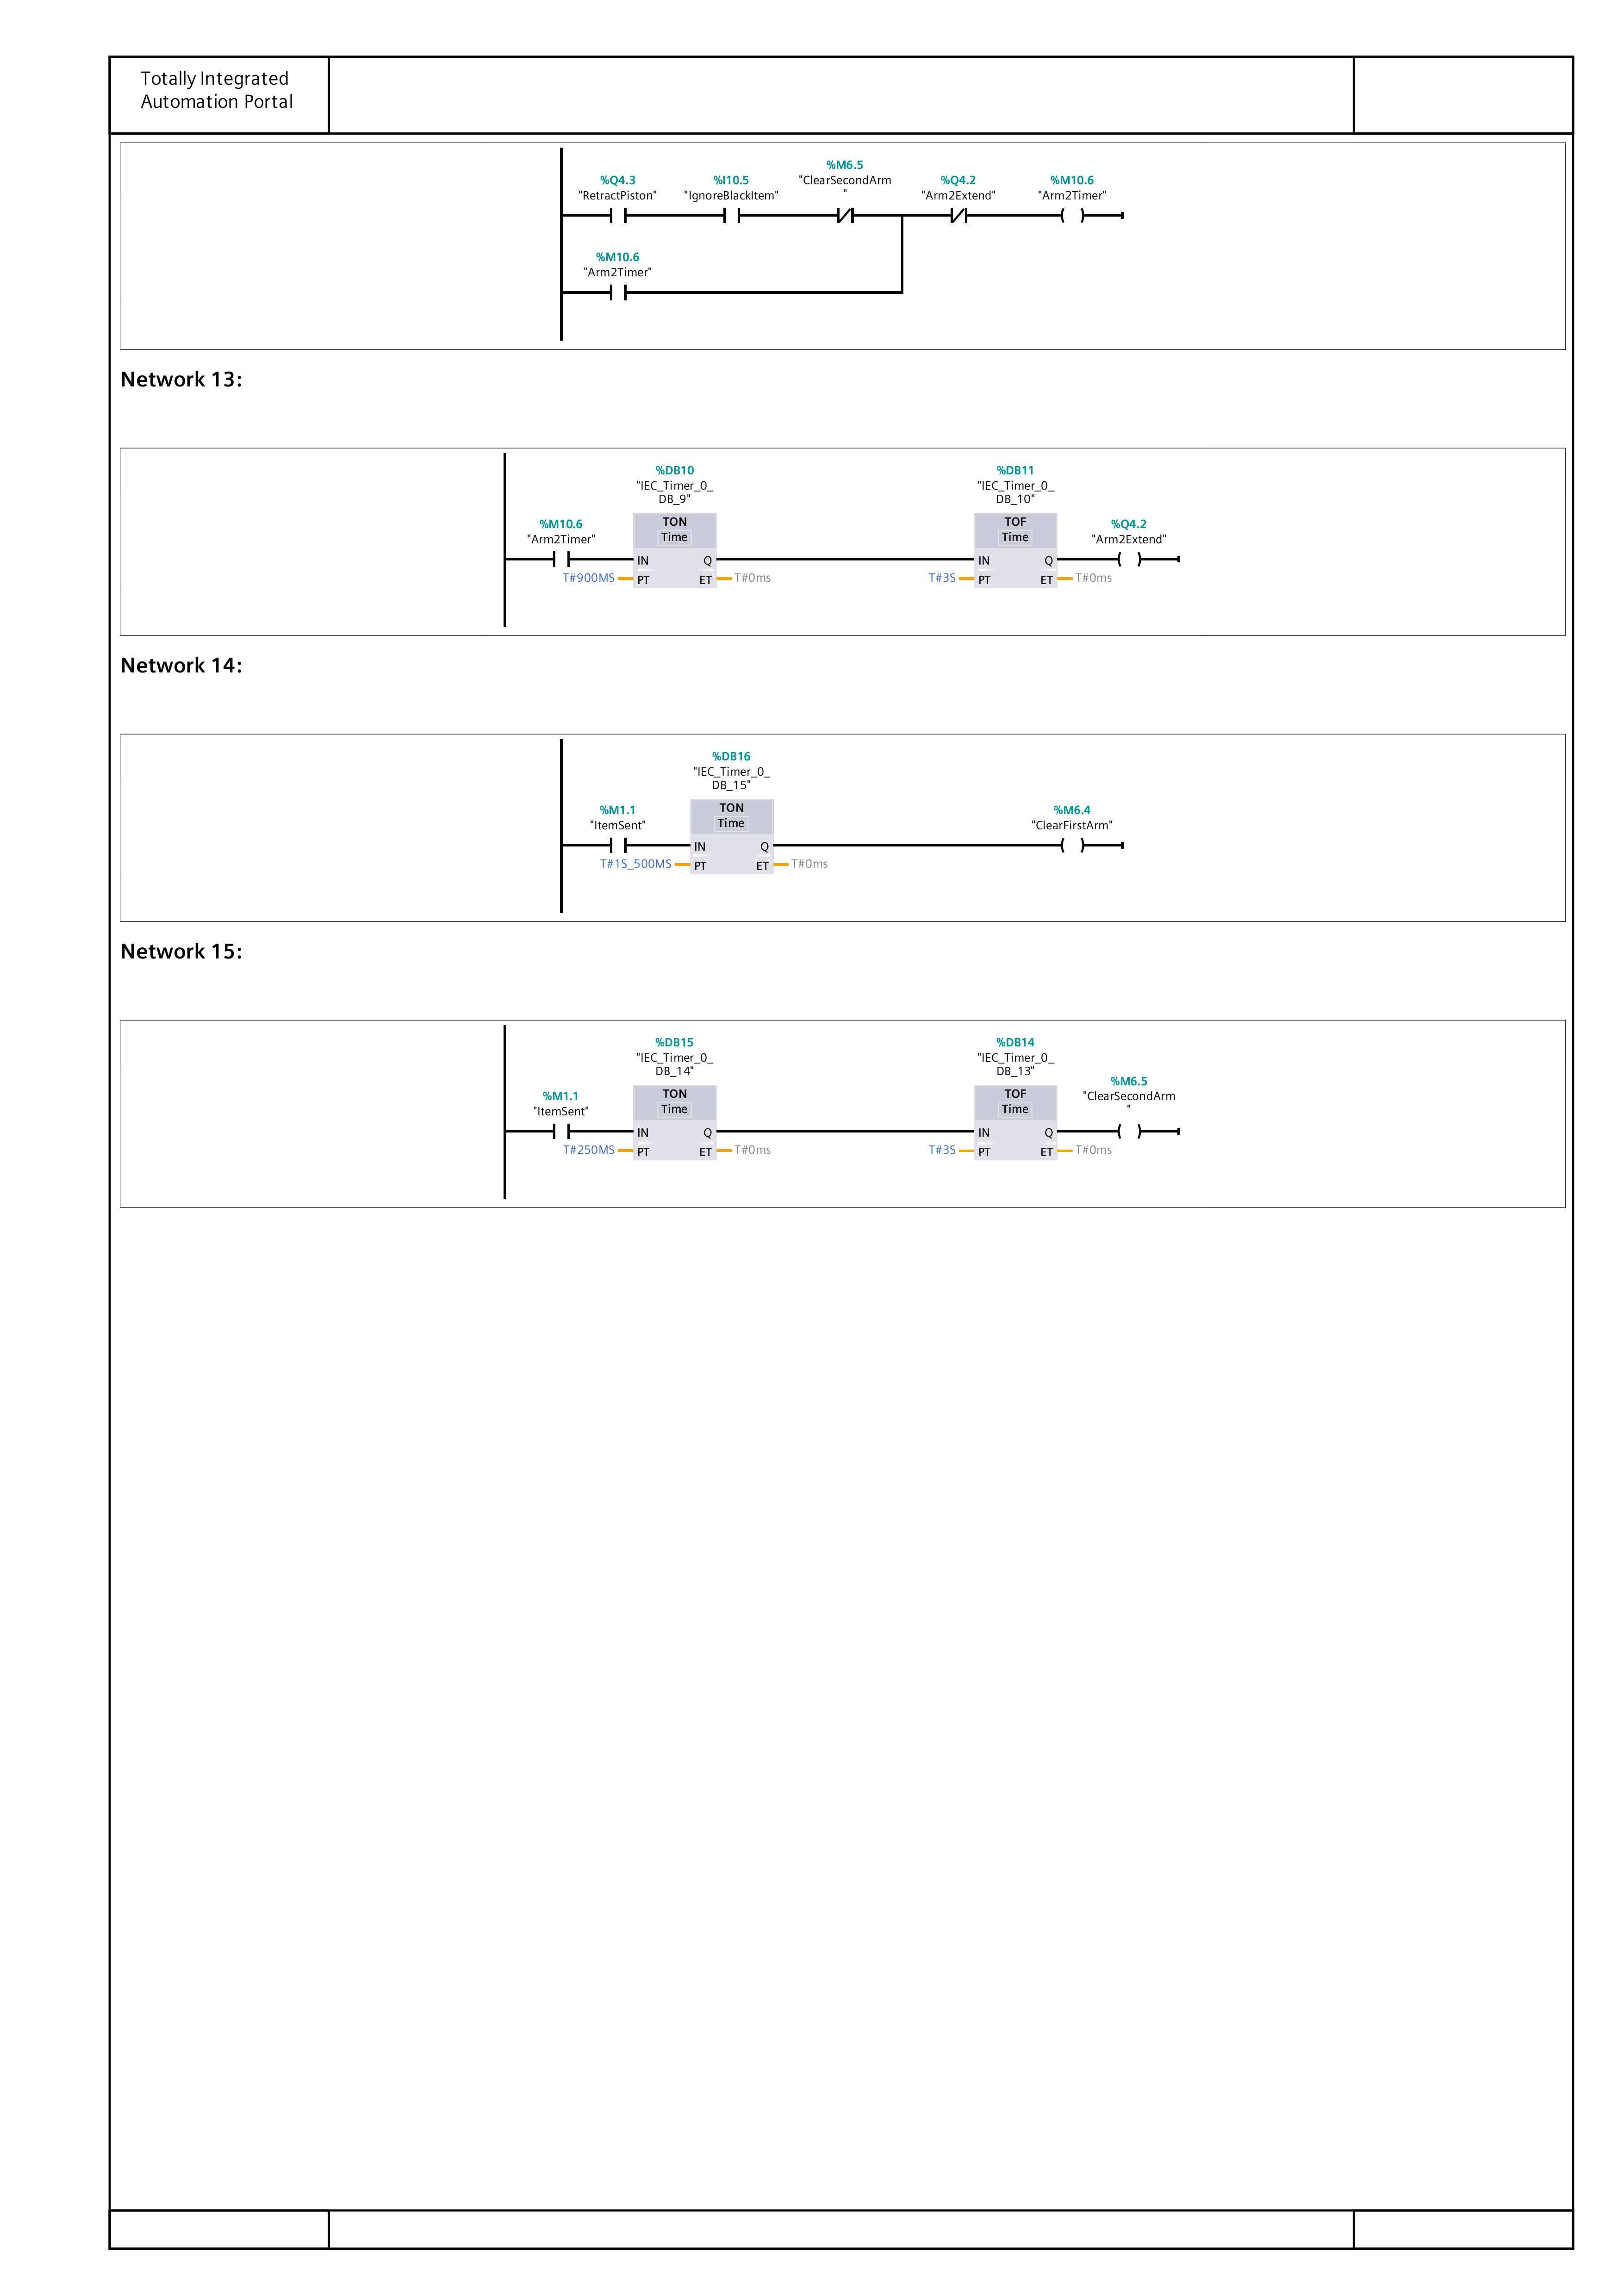 Totally Integrated
Automation Portal
%Q4.3
"RetractPiston"
%I10.5
"IgnoreBlackItem"
%M6.5
"ClearSecondArm
"
%Q4.2
"Arm2Extend"
%M10.6
"Arm2Timer"
%M10.6
"Arm2Timer"
Network 13:
%M10.6
"Arm2Timer"
%DB10
"IEC_Timer_0_
DB_9"
TON
Time
IN Q
T#900MS PT ET T#0ms
%DB11
"IEC_Timer_0_
DB_10"
TOF
Time
IN Q
T#3S PT ET T#0ms
%Q4.2
"Arm2Extend"
Network 14:
%M1.1
"ItemSent"
%DB16
"IEC_Timer_0_
DB_15"
TON
Time
IN Q
T#1S_500MS PT ET T#0ms
%M6.4
"ClearFirstArm"
Network 15:
%M1.1
"ItemSent"
%DB15
"IEC_Timer_0_
DB_14"
TON
Time
IN Q
T#250MS PT ET T#0ms
%DB14
"IEC_Timer_0_
DB_13"
TOF
Time
IN Q
T#3S PT ET T#0ms
%M6.5
"ClearSecondArm
"